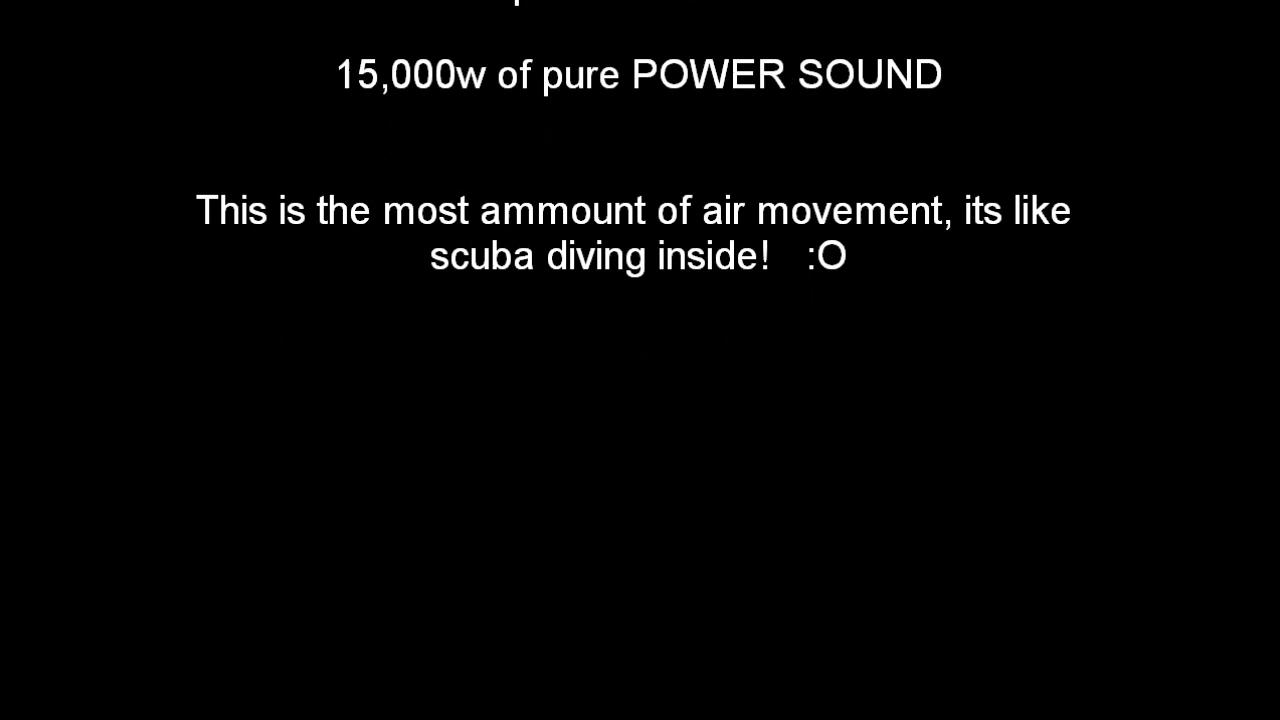 15,000w of pure POWER SOUND
This is the most ammount of air movement, its like
scuba diving inside! :O